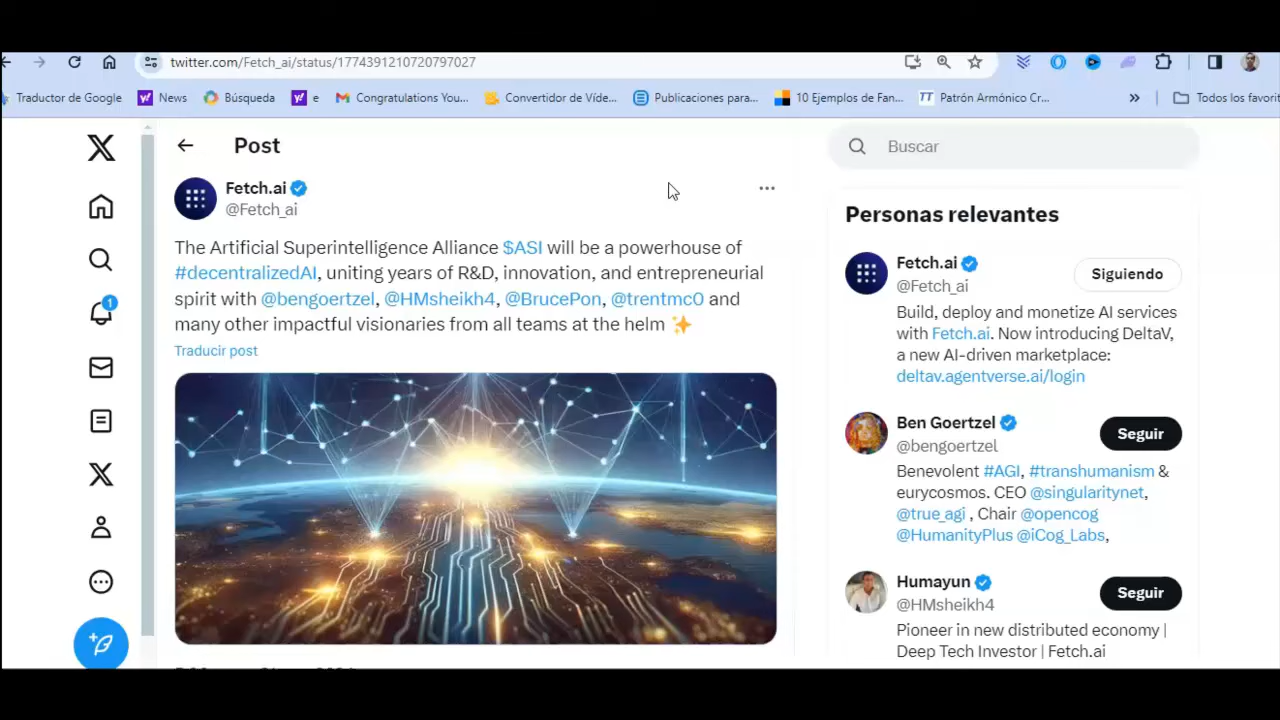 twitter.com/Fetch_ai/status/1774391210720797027
Traductor de Google
News
Búsqueda
e
Congratulations You...
Convertidor de Víde...
Publicaciones para...
10 Ejemplos de Fan...
Patrón Armónico Cr...
»
Todos los favorit
Post
Fetch.ai
@Fetch_ai
The Artificial Superintelligence Alliance $ASI will be a powerhouse of
#decentralizedAI, uniting years of R&D, innovation, and entrepreneurial
spirit with @bengoertzel, @HMsheikh4, @BrucePon, @trentmc0 and
many other impactful visionaries from all teams at the helm ✨
Traducir post
1
Buscar
Personas relevantes
Fetch.ai
@Fetch_ai
Siguiendo
Build, deploy and monetize AI services
with Fetch.ai. Now introducing DeltaV,
a new AI-driven marketplace:
deltav.agentverse.ai/login
Ben Goertzel
@bengoertzel
Seguir
Benevolent #AGI, #transhumanism &
eurycosmos. CEO @singularitynet,
@true_agi , Chair @opencog
@HumanityPlus @iCog_Labs,
Humayun
@HMsheikh4
Seguir
Pioneer in new distributed economy |
Deep Tech Investor | Fetch.ai